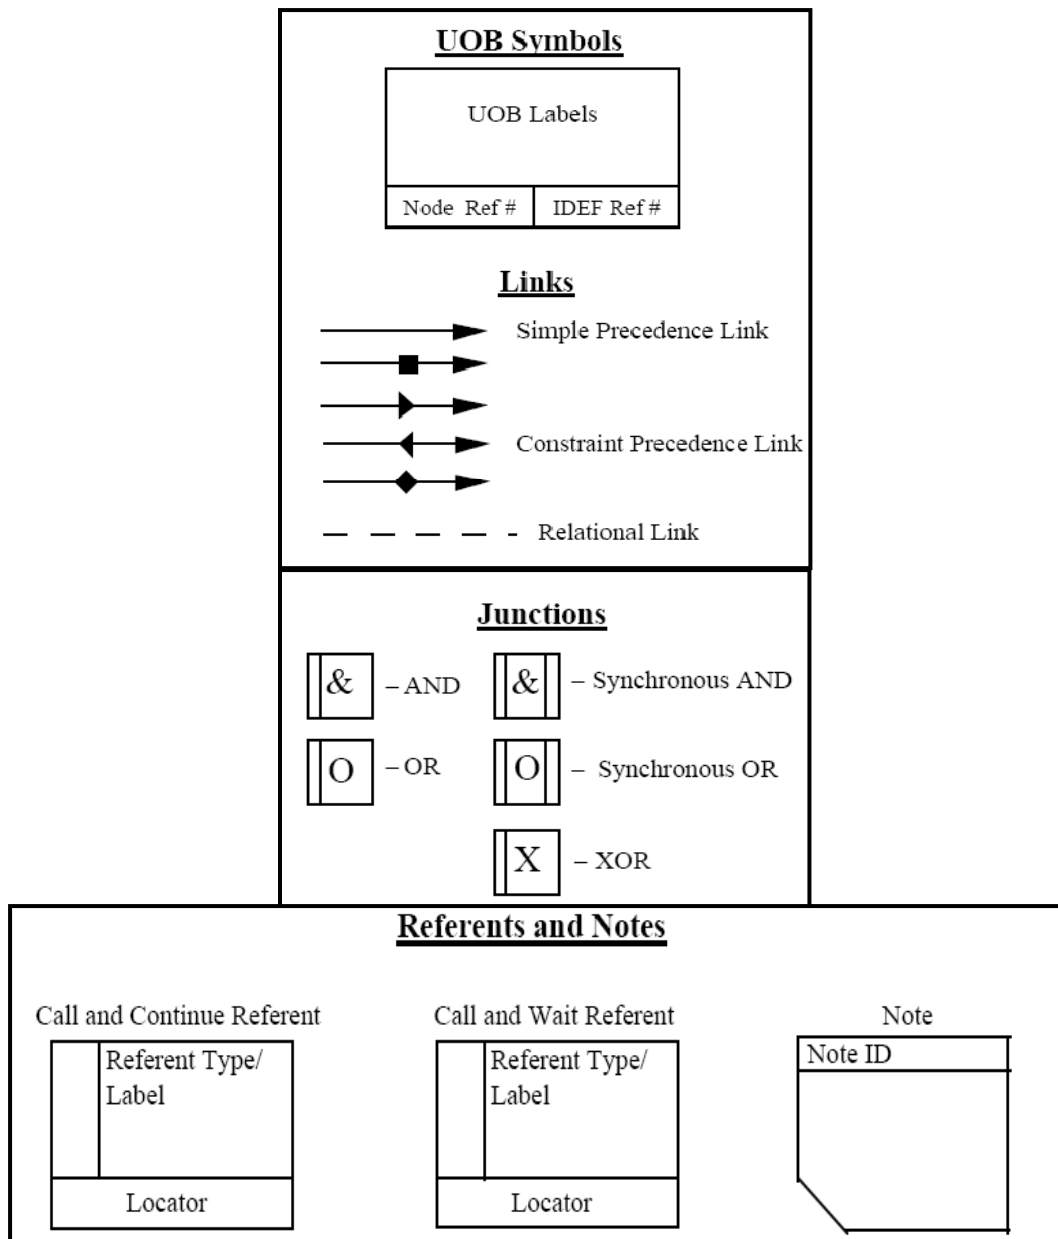 UOB Symbols
UOB Labels
Node Ref #
IDEF Ref #
Links
Simple Precedence Link
Constraint Precedence Link
Relational Link
Junctions
& – AND
& – Synchronous AND
O – OR
O – Synchronous OR
X – XOR
Referents and Notes
Call and Continue Referent
Referent Type/
Label
Locator
Call and Wait Referent
Referent Type/
Label
Locator
Note
Note ID